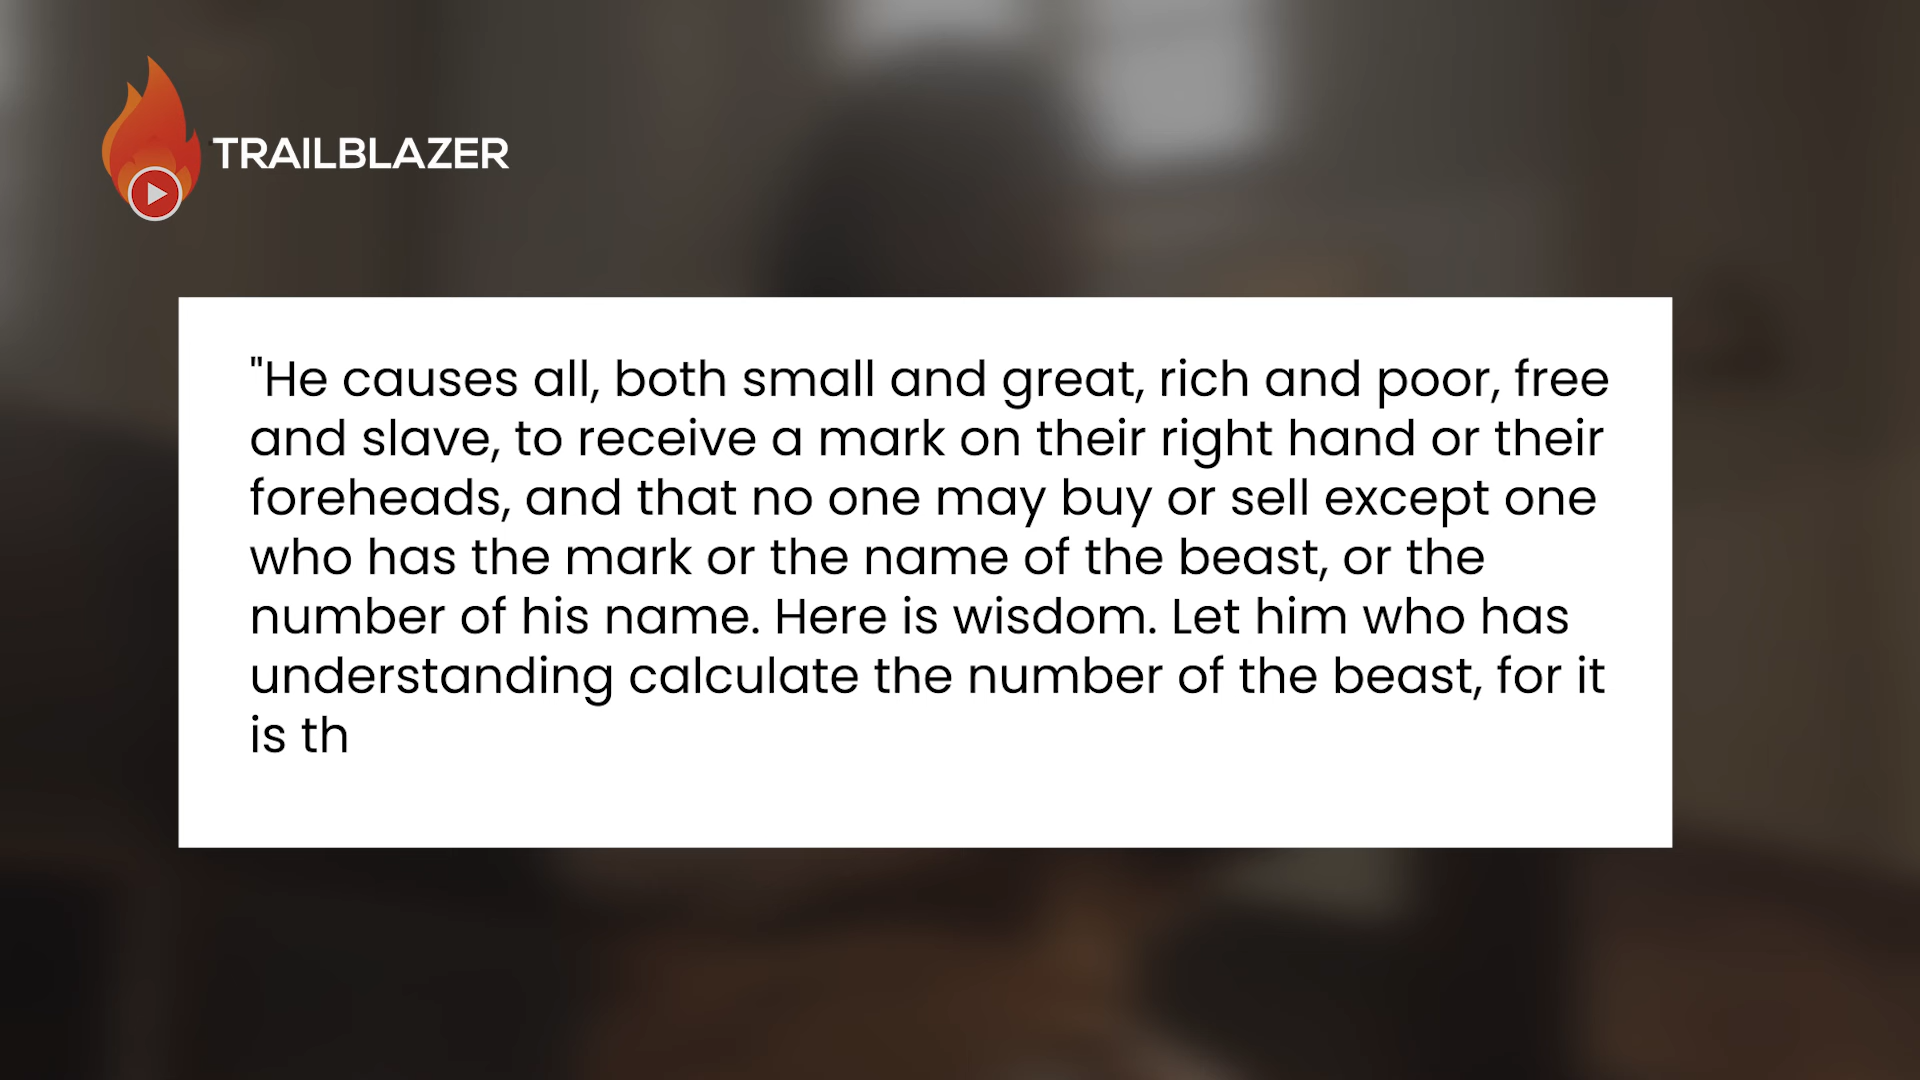 TRAILBLAZER
"He causes all, both small and great, rich and poor, free
and slave, to receive a mark on their right hand or their
foreheads, and that no one may buy or sell except one
who has the mark or the name of the beast, or the
number of his name. Here is wisdom. Let him who has
understanding calculate the number of the beast, for it
is th